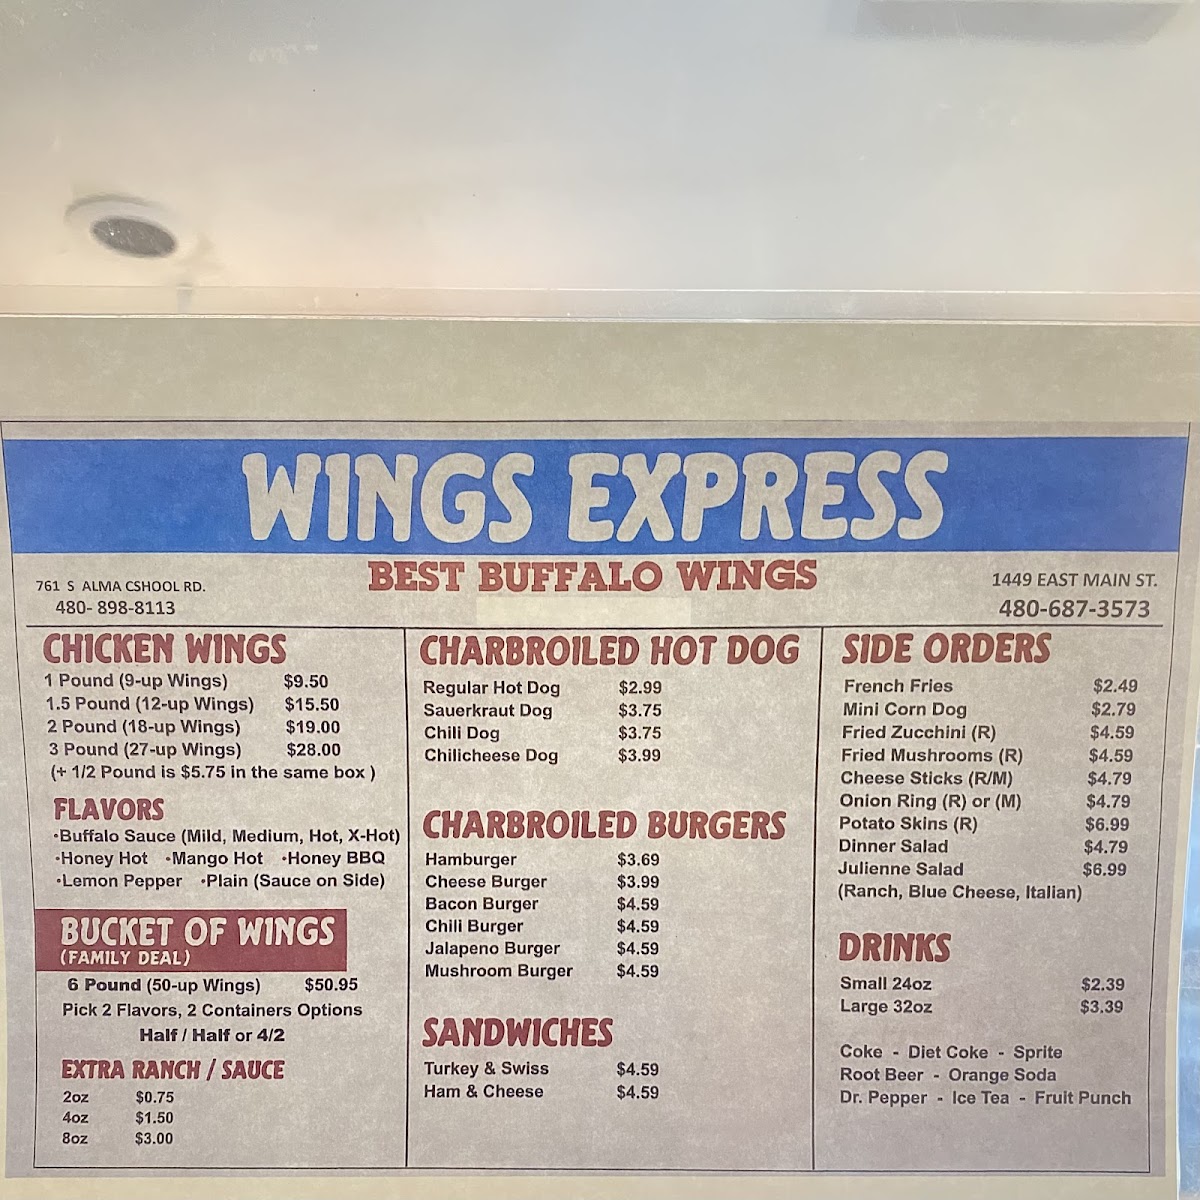 WINGS EXPRESS
BEST BUFFALO WINGS
761 S ALMA CSHOOL RD.
480- 898-8113
1449 EAST MAIN ST.
480-687-3573
CHICKEN WINGS
1 Pound (9-up Wings) $9.50
1.5 Pound (12-up Wings) $15.50
2 Pound (18-up Wings) $19.00
3 Pound (27-up Wings) $28.00
(+ 1/2 Pound is $5.75 in the same box )
FLAVORS
·Buffalo Sauce (Mild, Medium, Hot, X-Hot)
·Honey Hot ·Mango Hot ·Honey BBQ
·Lemon Pepper ·Plain (Sauce on Side)
BUCKET OF WINGS
(FAMILY DEAL)
6 Pound (50-up Wings) $50.95
Pick 2 Flavors, 2 Containers Options
Half / Half or 4/2
EXTRA RANCH / SAUCE
2oz $0.75
4oz $1.50
8oz $3.00
CHARBROILED HOT DOG
Regular Hot Dog $2.99
Sauerkraut Dog $3.75
Chili Dog $3.75
Chilicheese Dog $3.99
CHARBROILED BURGERS
Hamburger $3.69
Cheese Burger $3.99
Bacon Burger $4.59
Chili Burger $4.59
Jalapeno Burger $4.59
Mushroom Burger $4.59
SANDWICHES
Turkey & Swiss $4.59
Ham & Cheese $4.59
SIDE ORDERS
French Fries $2.49
Mini Corn Dog $2.79
Fried Zucchini (R) $4.59
Fried Mushrooms (R) $4.59
Cheese Sticks (R/M) $4.79
Onion Ring (R) or (M) $4.79
Potato Skins (R) $6.99
Dinner Salad $4.79
Julienne Salad $6.99
(Ranch, Blue Cheese, Italian)
DRINKS
Small 24oz $2.39
Large 32oz $3.39
Coke - Diet Coke - Sprite
Root Beer - Orange Soda
Dr. Pepper - Ice Tea - Fruit Punch